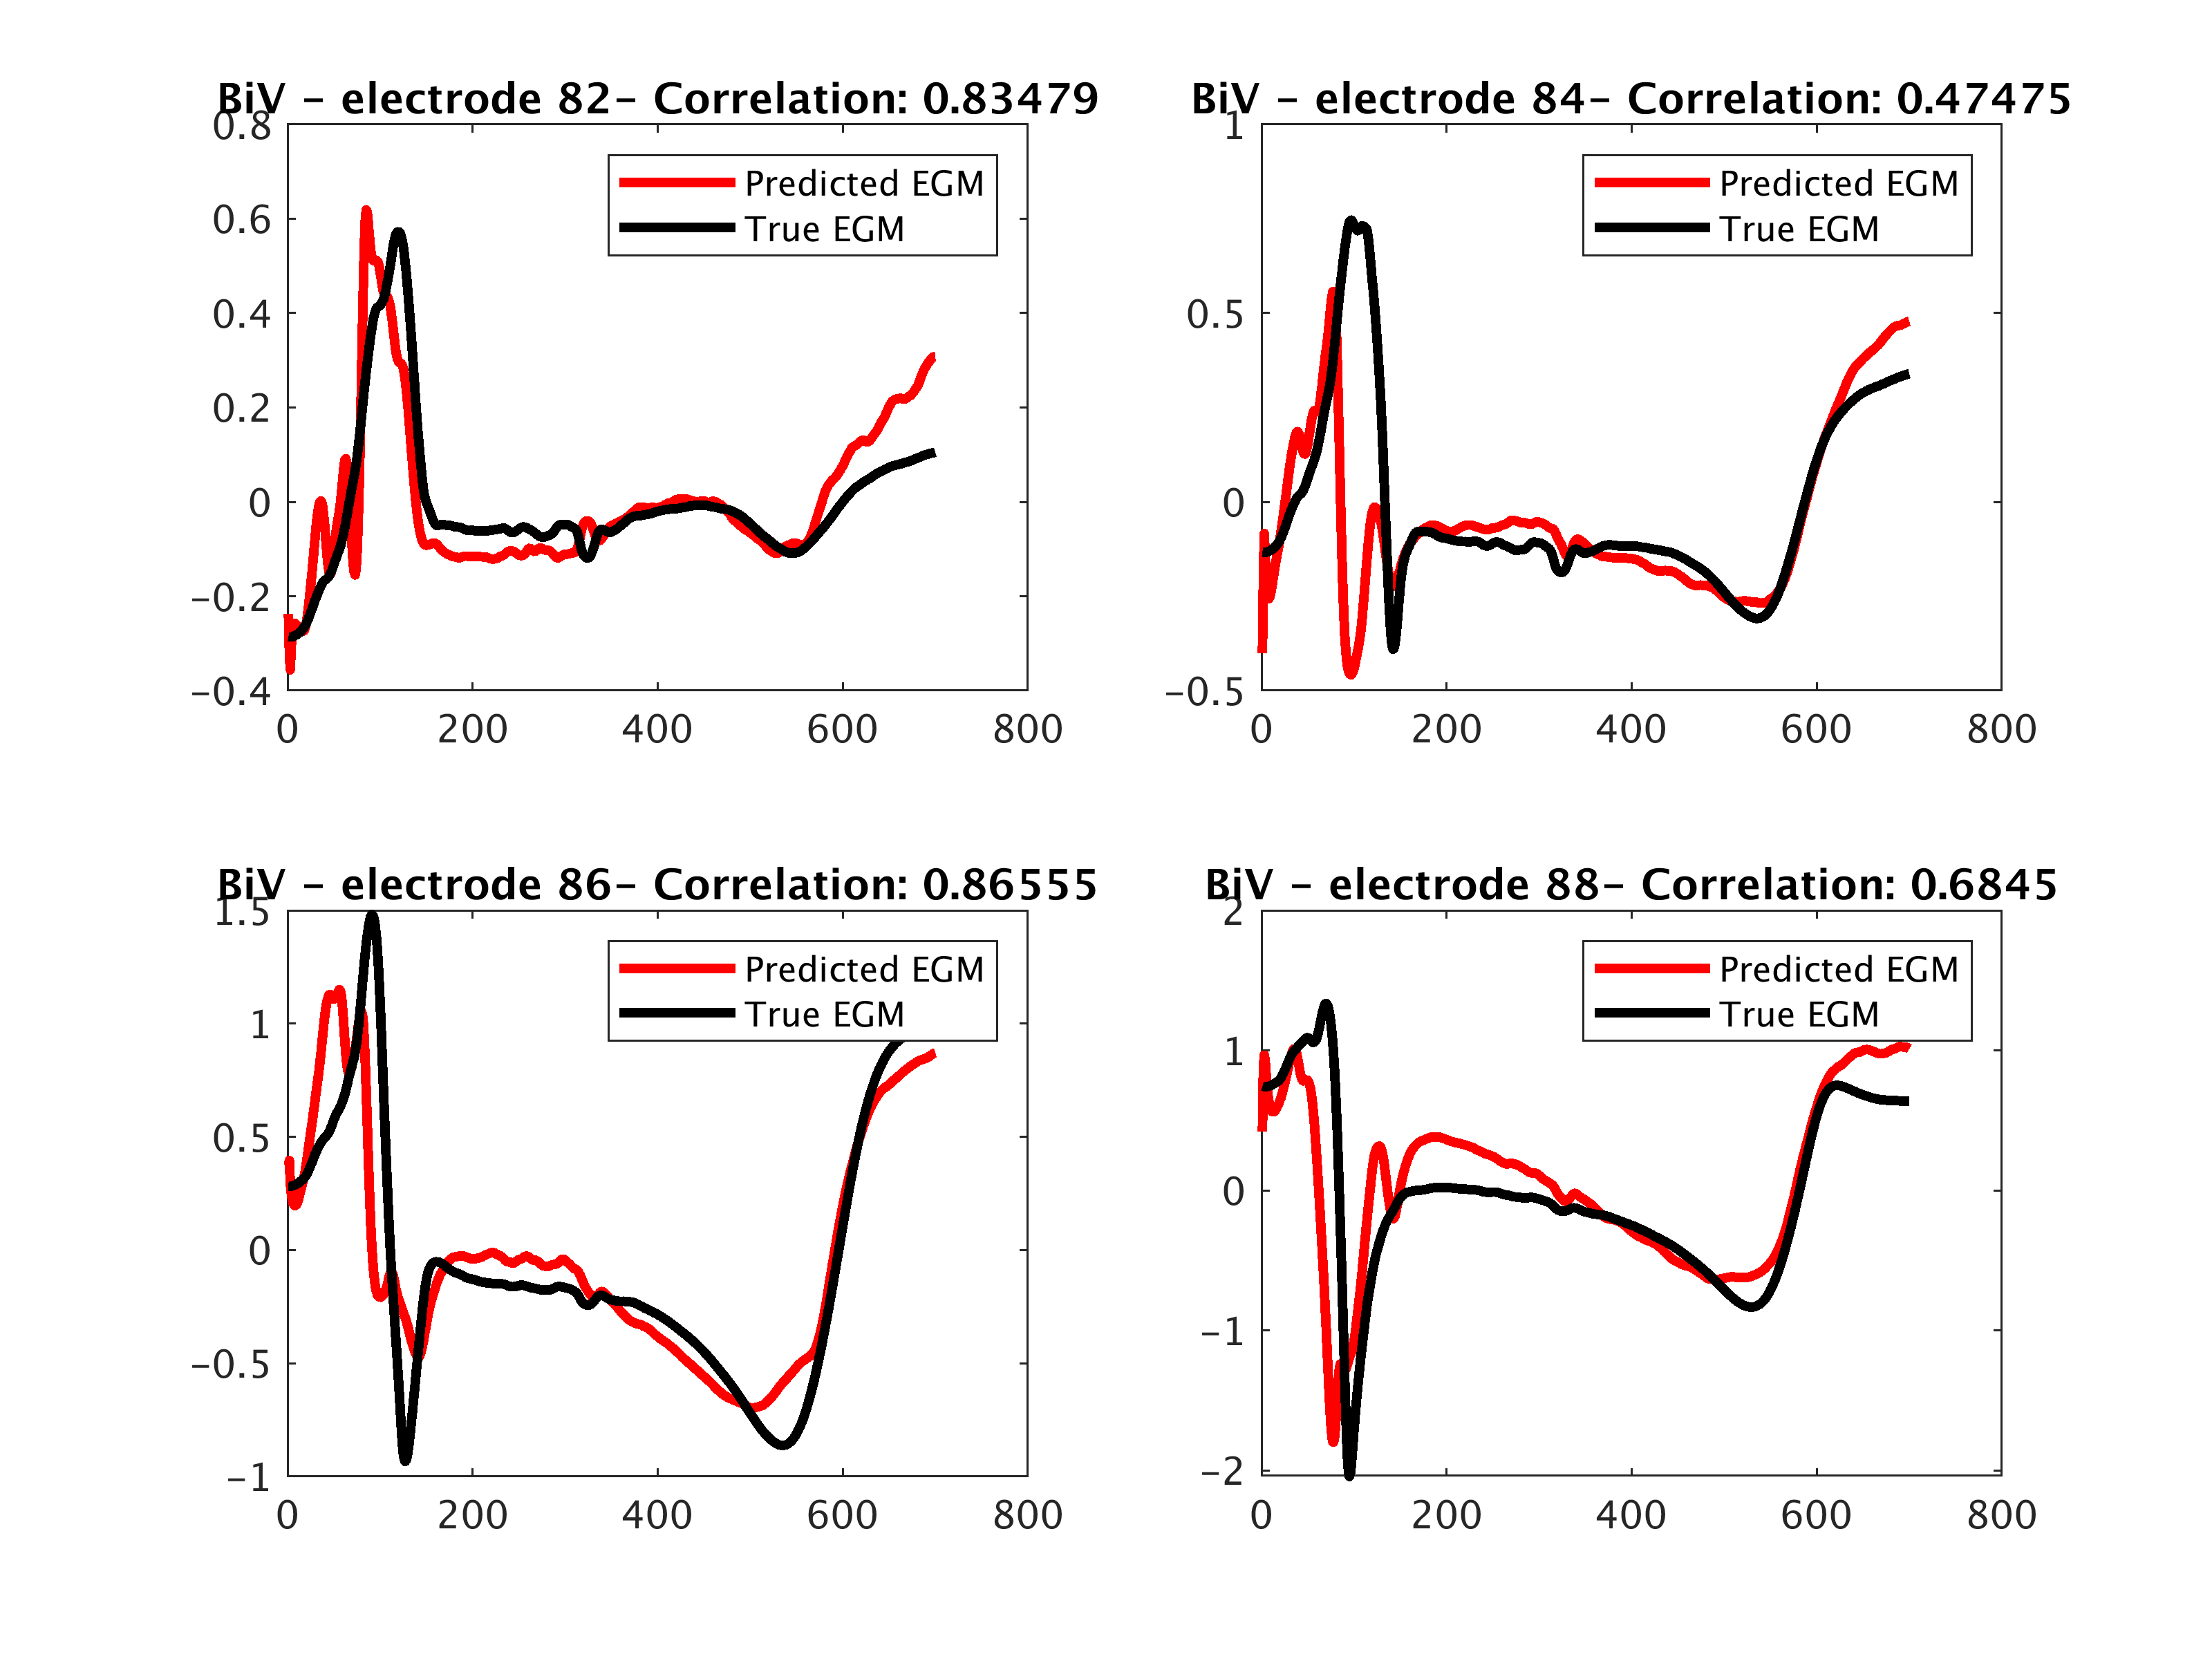 BiV – electrode 82– Correlation: 0.83479
0.8
0.6
0.4
0.2
0
–0.2
–0.4
0 200 400 600 800
Predicted EGM
True EGM
BiV – electrode 84– Correlation: 0.47475
1
0.5
0
–0.5
0 200 400 600 800
Predicted EGM
True EGM
BiV – electrode 86– Correlation: 0.86555
1.5
1
0.5
0
–0.5
–1
0 200 400 600 800
Predicted EGM
True EGM
BiV – electrode 88– Correlation: 0.6845
2
1
0
–1
–2
0 200 400 600 800
Predicted EGM
True EGM